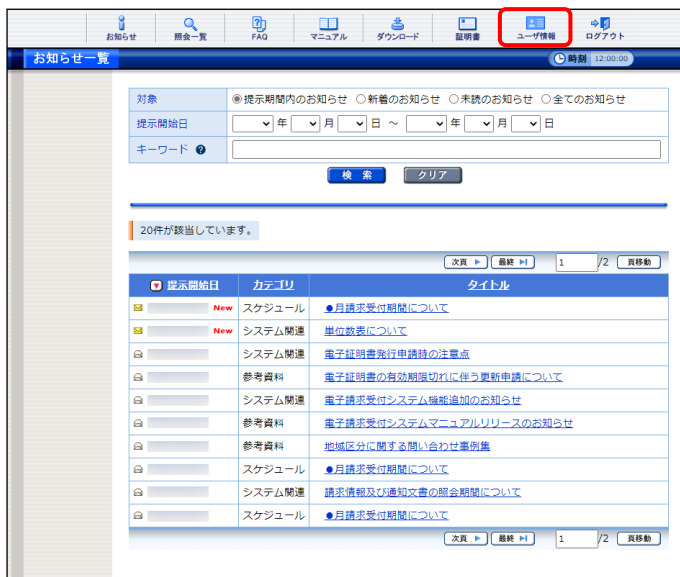 お知らせ 照会一覧 FAQ マニュアル ダウンロード 証明書 ユーザ情報 ログアウト
お知らせ一覧 時刻 12:00:00
対象 提示期間内のお知らせ 新着のお知らせ 未読のお知らせ 全てのお知らせ
提示開始日 年 月 日 ～ 年 月 日
キーワード ?
検 索 クリア
20件が該当しています。
次頁 最終 1 /2 頁移動
提示開始日 カテゴリ タイトル
New スケジュール ●月請求受付期間について
New システム関連 単位数表について
システム関連 電子証明書発行申請時の注意点
参考資料 電子証明書の有効期限切れに伴う更新申請について
システム関連 電子請求受付システム機能追加のお知らせ
参考資料 電子請求受付システムマニュアルリリースのお知らせ
参考資料 地域区分に関する問い合わせ事例集
スケジュール ●月請求受付期間について
システム関連 請求情報及び通知文書の照会期間について
スケジュール ●月請求受付期間について
次頁 最終 1 /2 頁移動